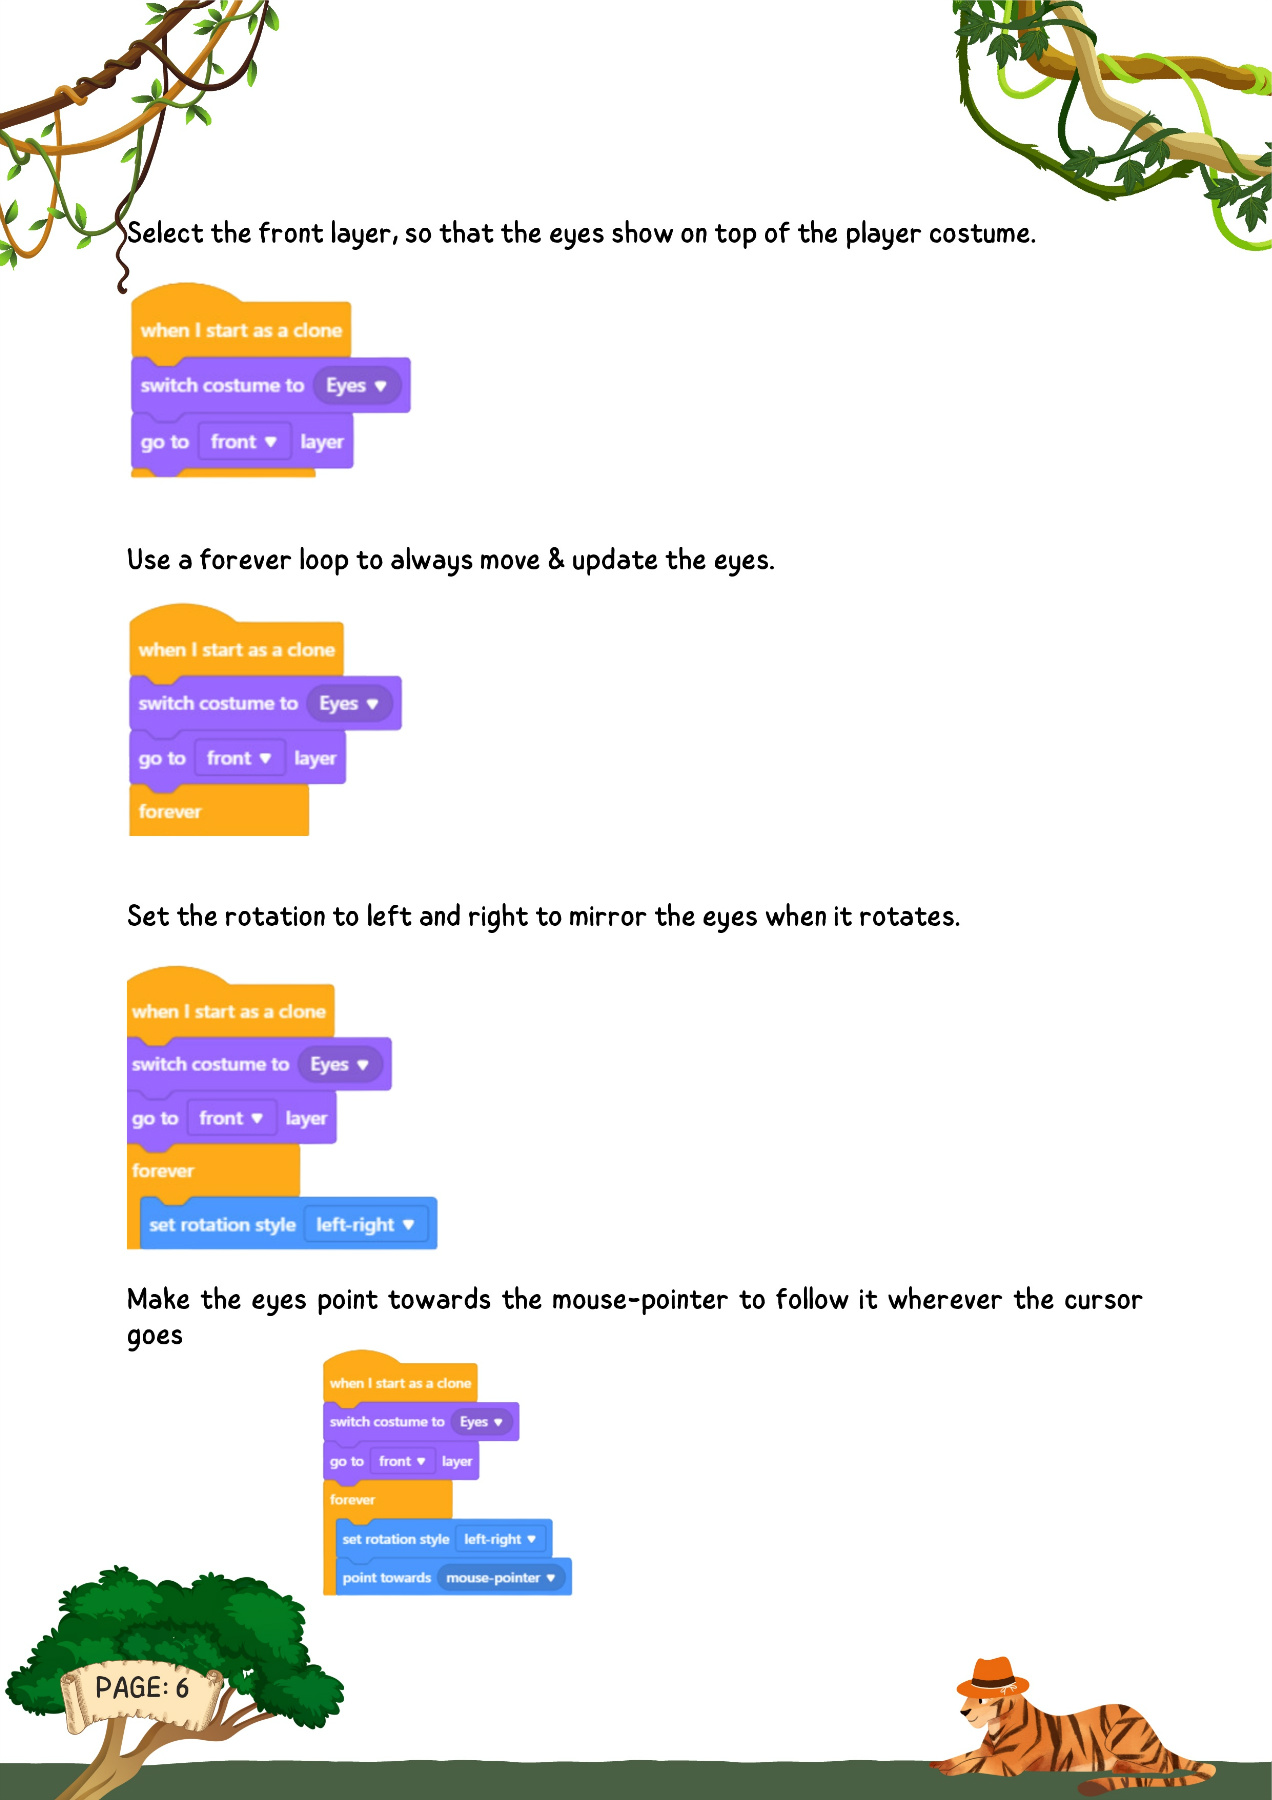 Select the front layer, so that the eyes show on top of the player costume.
when I start as a clone
switch costume to Eyes
go to front layer
Use a forever loop to always move & update the eyes.
when I start as a clone
switch costume to Eyes
go to front layer
forever
Set the rotation to left and right to mirror the eyes when it rotates.
when I start as a clone
switch costume to Eyes
go to front layer
forever
set rotation style left-right
Make the eyes point towards the mouse-pointer to follow it wherever the cursor
goes
when I start as a clone
switch costume to Eyes
go to front layer
forever
set rotation style left-right
point towards mouse-pointer
PAGE: 6